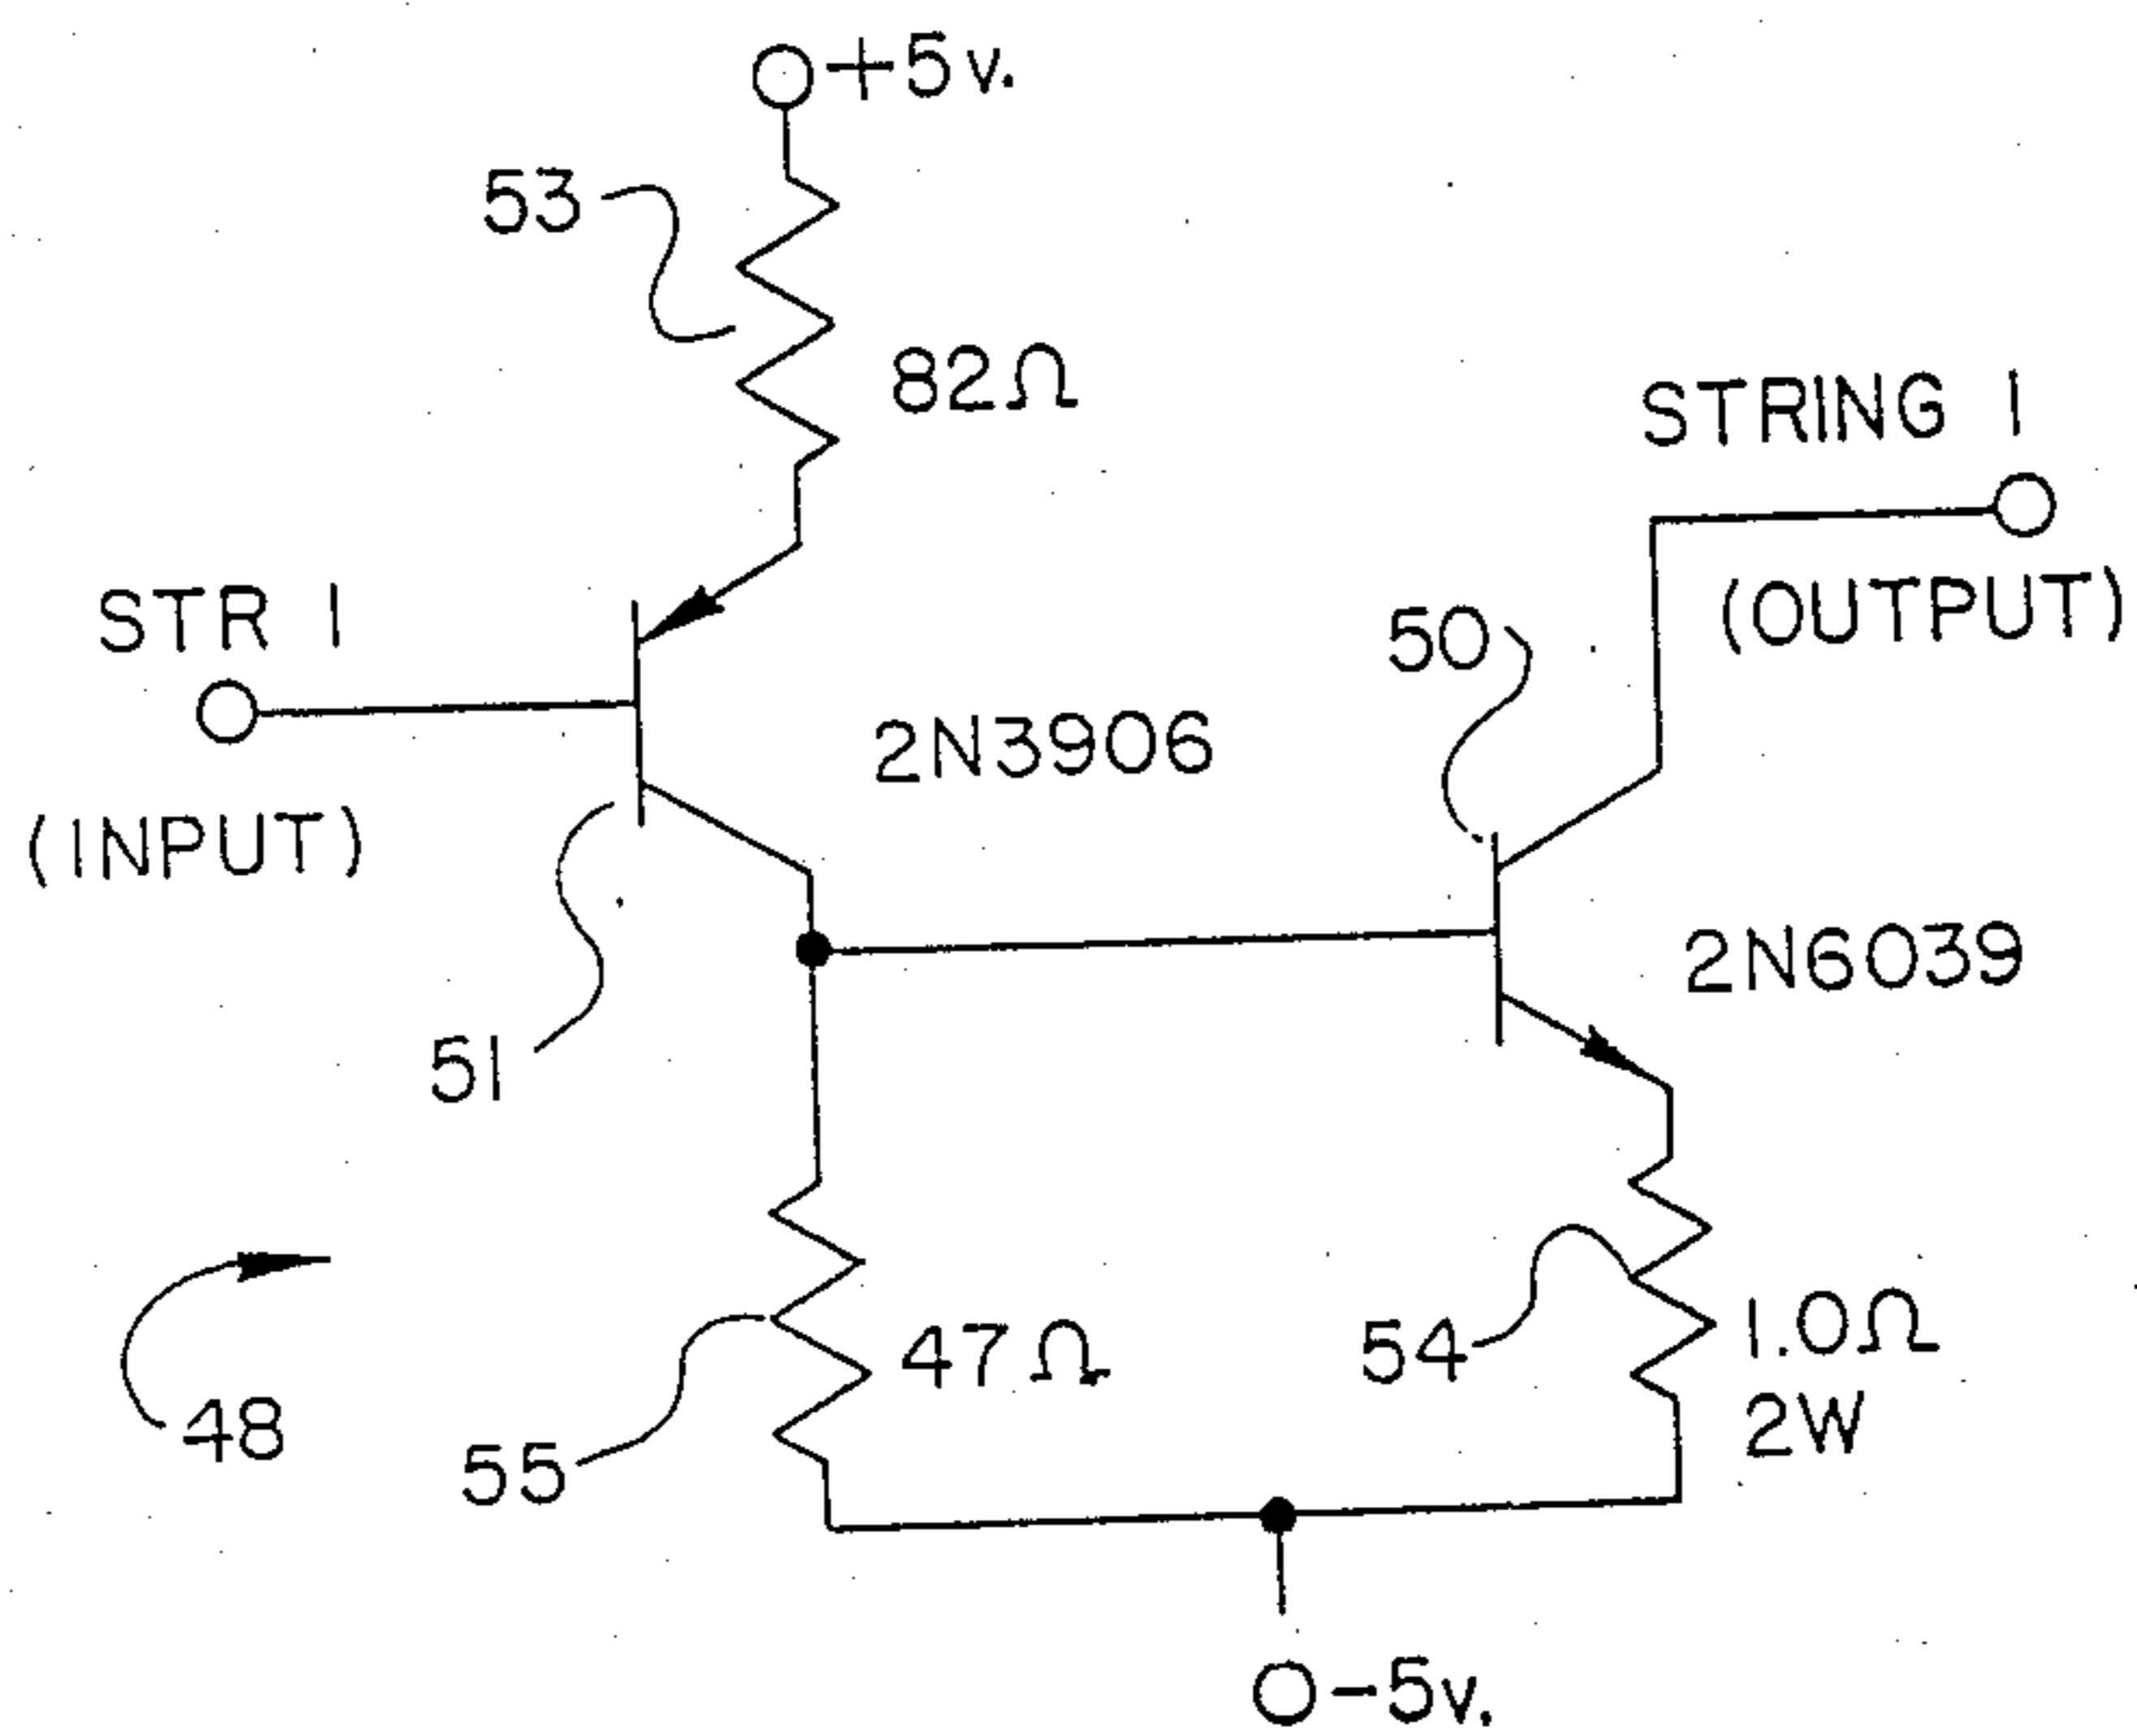 +5v.
53
82Ω
STRING 1
(OUTPUT)
STR 1
(INPUT)
50
2N3906
2N6039
51
54
1.0Ω
2W
47Ω
48
55
-5v.